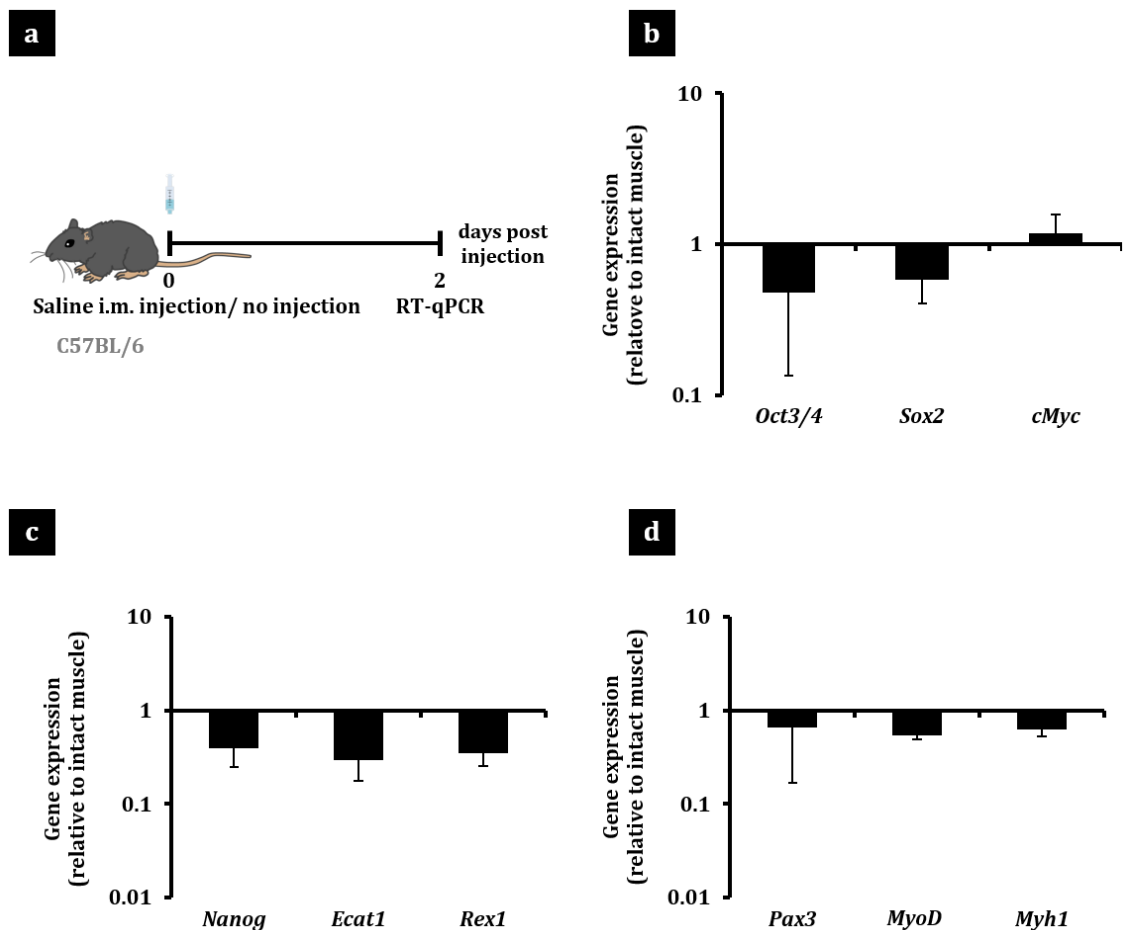 a
days post
injection
0
2
Saline i.m. injection/ no injection
RT-qPCR
C57BL/6
b
Gene expression
(relatove to intact muscle)
10
1
0.1
Oct3/4
Sox2
cMyc
c
Gene expression
(relative to intact muscle)
10
1
0.1
0.01
Nanog
Ecat1
Rex1
d
Gene expression
(relative to intact muscle)
10
1
0.1
0.01
Pax3
MyoD
Myh1